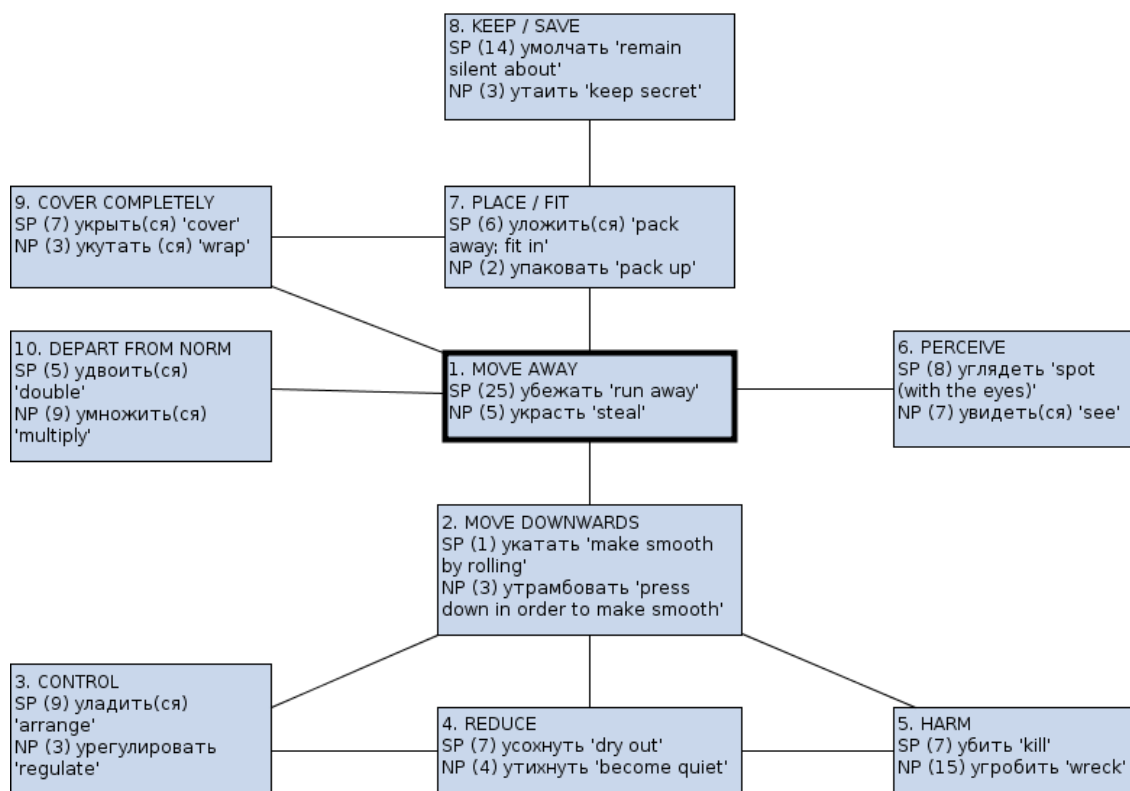 8. KEEP / SAVE
SP (14) умолчать 'remain
silent about'
NP (3) утаить 'keep secret'
9. COVER COMPLETELY
SP (7) укрыть(ся) 'cover'
NP (3) укутать (ся) 'wrap'
7. PLACE / FIT
SP (6) уложить(ся) 'pack
away; fit in'
NP (2) упаковать 'pack up'
10. DEPART FROM NORM
SP (5) удвоить(ся)
'double'
NP (9) умножить(ся)
'multiply'
1. MOVE AWAY
SP (25) убежать 'run away'
NP (5) украсть 'steal'
6. PERCEIVE
SP (8) углядеть 'spot
(with the eyes)'
NP (7) увидеть(ся) 'see'
2. MOVE DOWNWARDS
SP (1) укатать 'make smooth
by rolling'
NP (3) утрамбовать 'press
down in order to make smooth'
3. CONTROL
SP (9) уладить(ся)
'arrange'
NP (3) урегулировать
'regulate'
4. REDUCE
SP (7) усохнуть 'dry out'
NP (4) утихнуть 'become quiet'
5. HARM
SP (7) убить 'kill'
NP (15) угробить 'wreck'